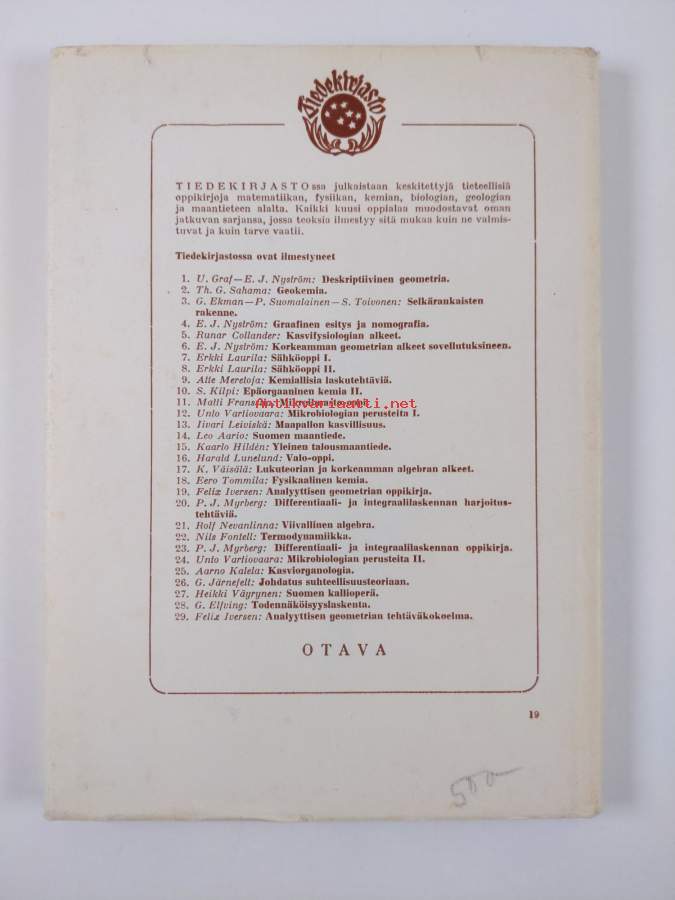 Tiedekirjasto
TIEDEKIRJASTOssa julkaistaan keskitettyjä tieteellisiä
oppikirjoja matematiikan, fysiikan, kemian, biologian, geologian
ja maantieteen alalta. Kaikki kuusi oppialaa muodostavat oman
jatkuvan sarjansa, jossa teoksia ilmestyy sitä mukaa kuin ne valmis-
tuvat ja kuin tarve vaatii.
Tiedekirjastossa ovat ilmestyneet
1. U. Graf—E. J. Nyström: Deskriptiivinen geometria.
2. Th. G. Sahama: Geokemia.
3. G. Ekman—P. Suomalainen—S. Toivonen: Selkärankaisten
rakenne.
4. E. J. Nyström: Graafinen esitys ja nomografia.
5. Runar Collander: Kasvifysiologian alkeet.
6. E. J. Nyström: Korkeamman geometrian alkeet sovellutuksineen.
7. Erkki Laurila: Sähköoppi I.
8. Erkki Laurila: Sähköoppi II.
9. Atte Meretoja: Kemiallisia laskutehtäviä.
10. S. Kilpi: Epäorgaaninen kemia II.
11. Matti
Antikvariaatti.net
12. Unto Vartiovaara: Mikrobiologian perusteita I.
13. Iivari Leiviskä: Maapallon kasvillisuus.
14. Leo Aario: Suomen maantiede.
15. Kaarlo Hildén: Yleinen talousmaantiede.
16. Harald Lunelund: Valo-oppi.
17. K. Väisälä: Lukuteorian ja korkeamman algebran alkeet.
18. Eero Tommila: Fysikaalinen kemia.
19. Felix Iversen: Analyyttisen geometrian oppikirja.
20. P. J. Myrberg: Differentiaali- ja integraalilaskennan harjoitus-
tehtäviä.
21. Rolf Nevanlinna: Viivallinen algebra.
22. Nils Fontell: Termodynamiikka.
23. P. J. Myrberg: Differentiaali- ja integraalilaskennan oppikirja.
24. Unto Vartiovaara: Mikrobiologian perusteita II.
25. Aarno Kalela: Kasviorganologia.
26. G. Järnefelt: Johdatus suhteellisuusteoriaan.
27. Heikki Väyrynen: Suomen kallioperä.
28. G. Elfving: Todennäköisyyslaskenta.
29. Felix Iversen: Analyyttisen geometrian tehtäväkokoelma.
OTAVA
19
500—